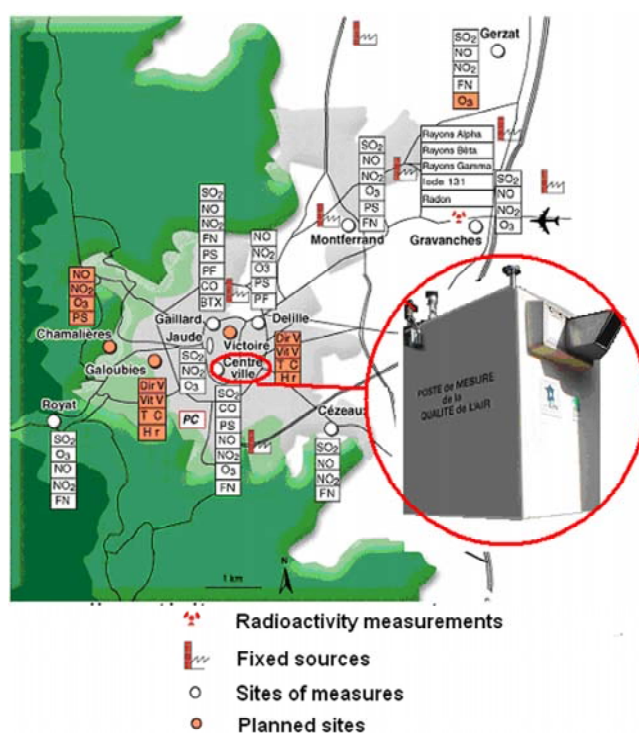 Gerzat
SO2
NO
NO2
FN
O3
Rayons Alpha
Rayons Bêta
Rayons Gamma
Iode 131
Radon
SO2
NO
NO2
O3
PS
FN
Montferrand
SO2
NO
NO2
O3
Gravanches
SO2
NO
NO2
FN
PS
PF
CO
BTX
Gaillard
NO
NO2
O3
PS
PF
Delille
NO
NO2
O3
PS
Chamalières
Jaude
SO2
NO2
O3
Victoire
Dir V
Vit V
T C
H r
Galoubies
Dir V
Vit V
T C
H r
Centre
ville
SO2
CO
PS
NO
NO2
O3
FN
PC
Royat
SO2
O3
NO
NO2
FN
Cézeaux
SO2
NO
NO2
FN
POSTE de MESURE
de la
QUALITÉ de L'AIR
1 km
N
Radioactivity measurements
Fixed sources
Sites of measures
Planned sites